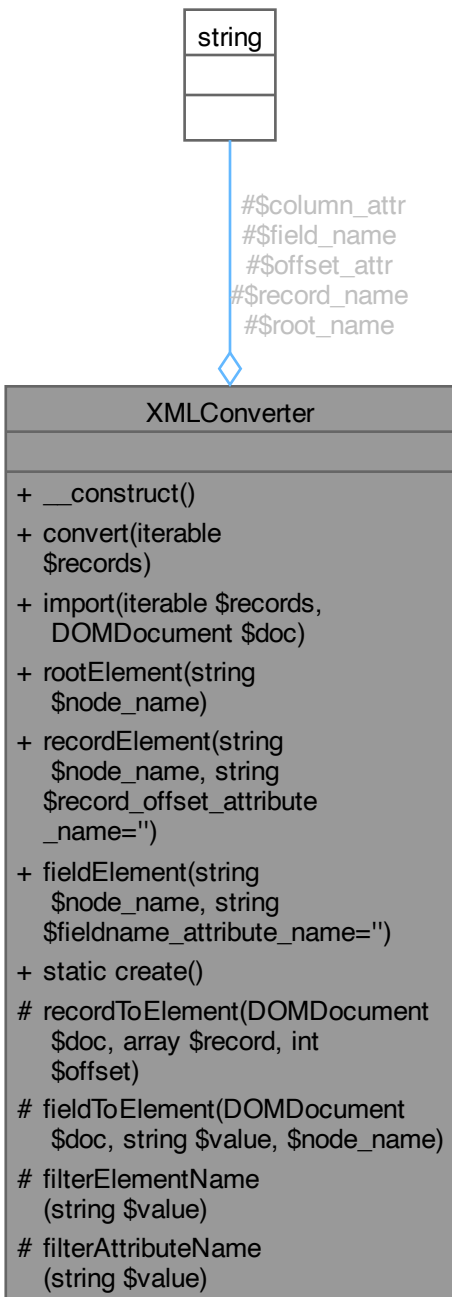 string
#$column_attr
#$field_name
#$offset_attr
#$record_name
#$root_name
XMLConverter
+ __construct()
+ convert(iterable
$records)
+ import(iterable $records,
DOMDocument $doc)
+ rootElement(string
$node_name)
+ recordElement(string
$node_name, string
$record_offset_attribute
_name='')
+ fieldElement(string
$node_name, string
$fieldname_attribute_name='')
+ static create()
# recordToElement(DOMDocument
$doc, array $record, int
$offset)
# fieldToElement(DOMDocument
$doc, string $value, $node_name)
# filterElementName
(string $value)
# filterAttributeName
(string $value)